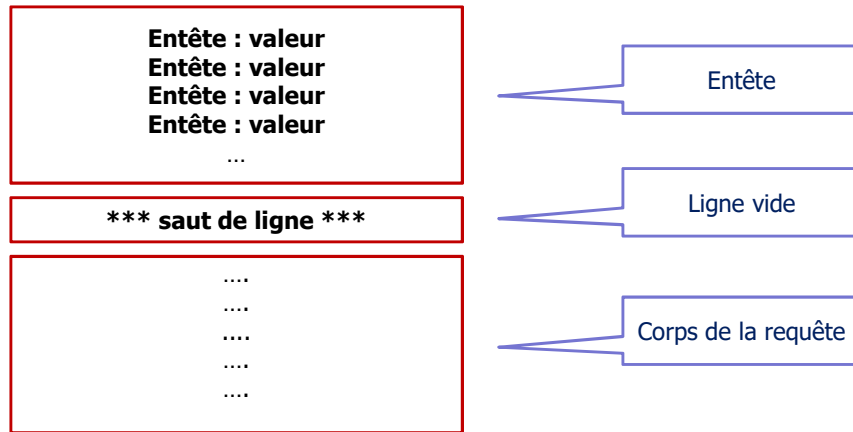 Entête : valeur
Entête : valeur
Entête : valeur
Entête : valeur
...
Entête
*** saut de ligne ***
Ligne vide
....
....
....
....
....
Corps de la requête